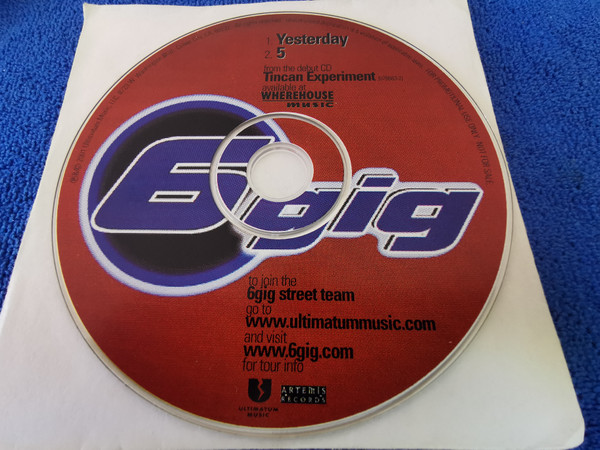 1. Yesterday
2. 5
from the debut CD
Tincan Experiment
available at
WHEREHOUSE
music
6gig
to join the
6gig street team
go to
www.ultimatummusic.com
and visit
www.6gig.com
for tour info
ULTIMATUM
MUSIC
ARTEMIS
RECORDS